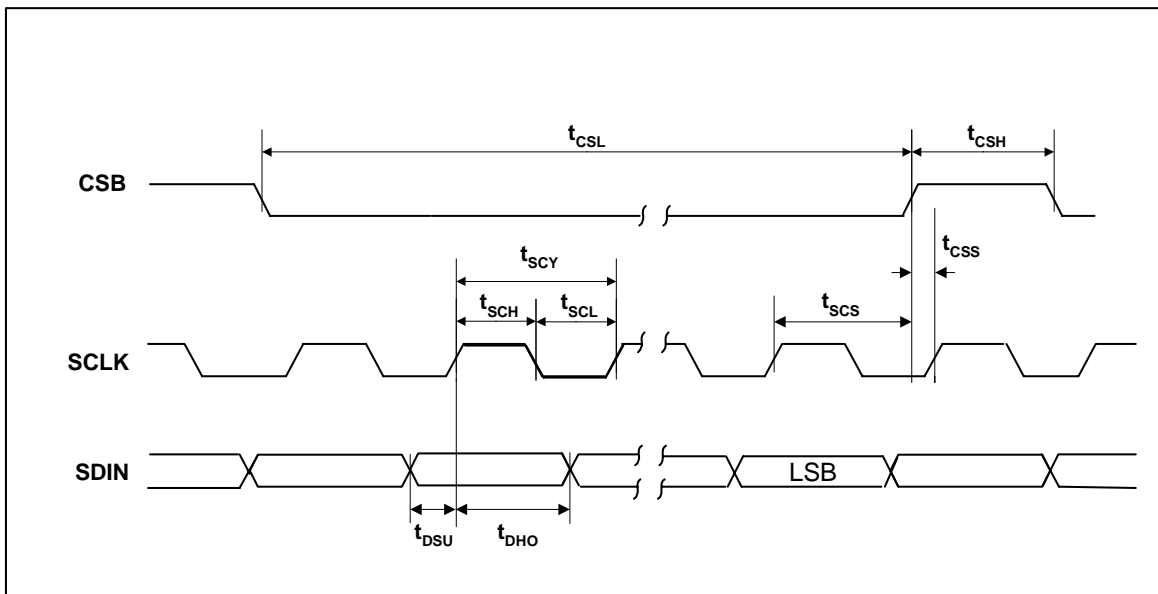 tCSL
tCSH
CSB
tCSS
tSCY
tSCH
tSCL
tSCS
SCLK
SDIN
LSB
tDSU
tDHO